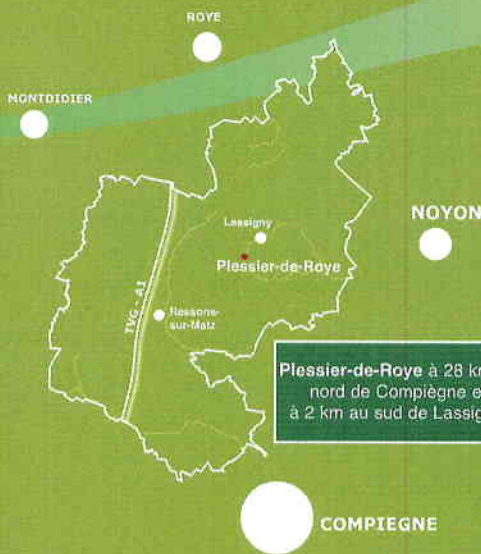 ROYE
MONTDIDIER
NOYON
Lassigny
Plessier-de-Roye
TVG - A1
Ressons-
sur-Matz
Plessier-de-Roye à 28 k
nord de Compiègne e
à 2 km au sud de Lassig
COMPIEGNE